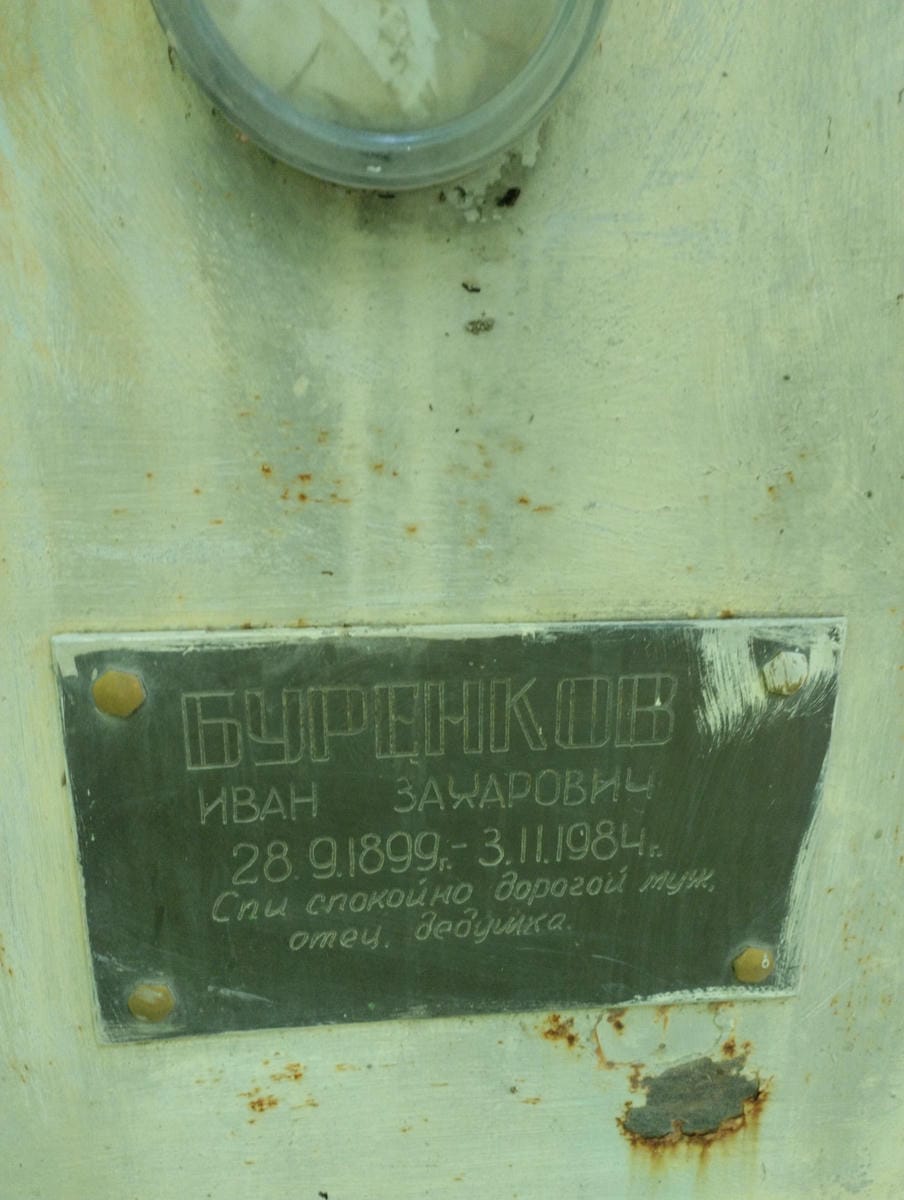 БУРЕНКОВ
ИВАН ЗАХАРОВИЧ
28.9.1899г.- 3.11.1984г.
Спи спокойно дорогой муж,
отец, дедушка.